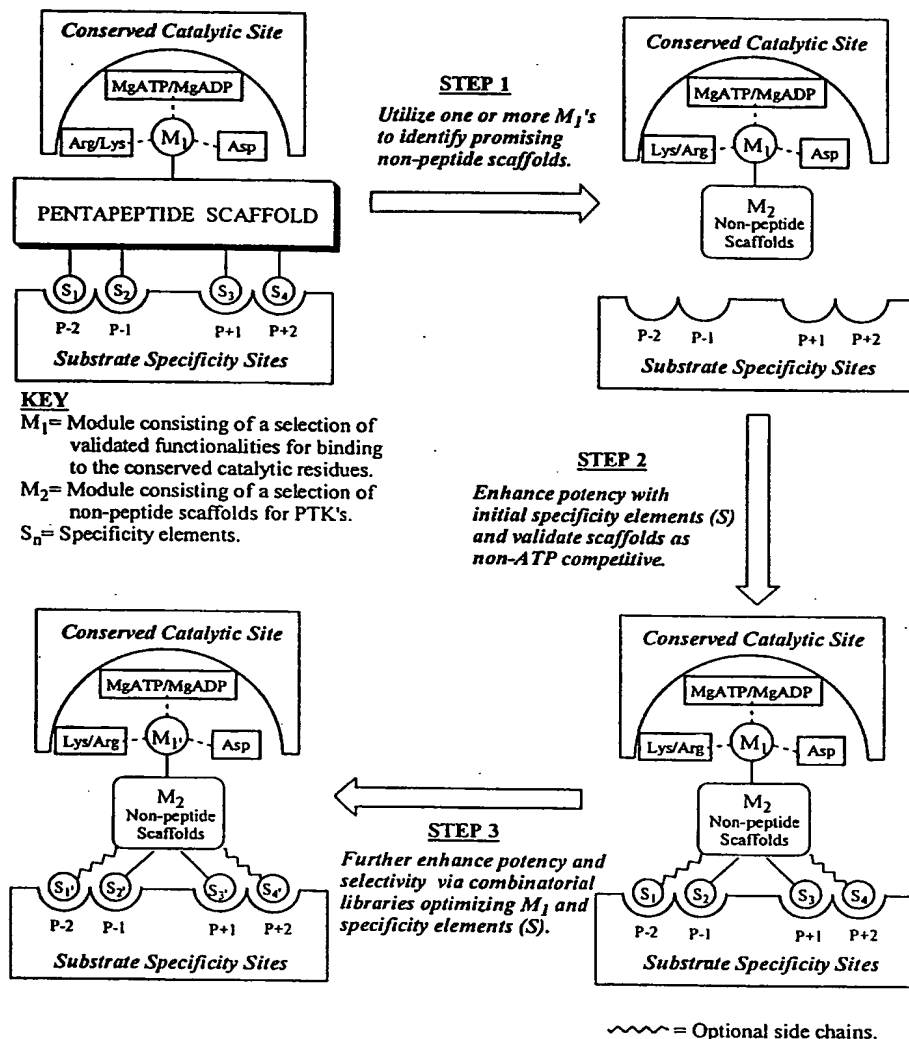 Conserved Catalytic Site
MgATP/MgADP
Arg/Lys
M1
Asp
PENTAPEPTIDE SCAFFOLD
S1
S2
S3
S4
P-2
P-1
P+1
P+2
Substrate Specificity Sites
STEP 1
Utilize one or more M1's
to identify promising
non-peptide scaffolds.
Conserved Catalytic Site
MgATP/MgADP
Lys/Arg
M1
Asp
M2
Non-peptide
Scaffolds
P-2
P-1
P+1
P+2
Substrate Specificity Sites
KEY
M1= Module consisting of a selection of
validated functionalities for binding
to the conserved catalytic residues.
M2= Module consisting of a selection of
non-peptide scaffolds for PTK's.
Sn= Specificity elements.
STEP 2
Enhance potency with
initial specificity elements (S)
and validate scaffolds as
non-ATP competitive.
Conserved Catalytic Site
MgATP/MgADP
Lys/Arg
M1'
Asp
M2
Non-peptide
Scaffolds
S1'
S2'
S3'
S4'
P-2
P-1
P+1
P+2
Substrate Specificity Sites
STEP 3
Further enhance potency and
selectivity via combinatorial
libraries optimizing M1 and
specificity elements (S).
Conserved Catalytic Site
MgATP/MgADP
Lys/Arg
M1
Asp
M2
Non-peptide
Scaffolds
S1
S2
S3
S4
P-2
P-1
P+1
P+2
Substrate Specificity Sites
= Optional side chains.